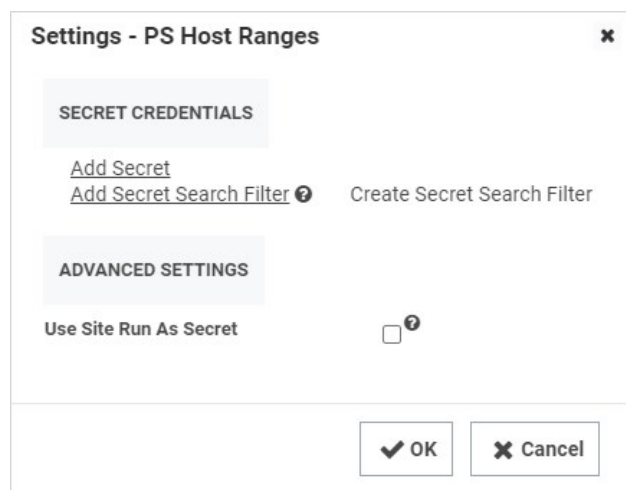 Settings - PS Host Ranges
SECRET CREDENTIALS
Add Secret
Add Secret Search Filter Create Secret Search Filter
ADVANCED SETTINGS
Use Site Run As Secret
OK Cancel